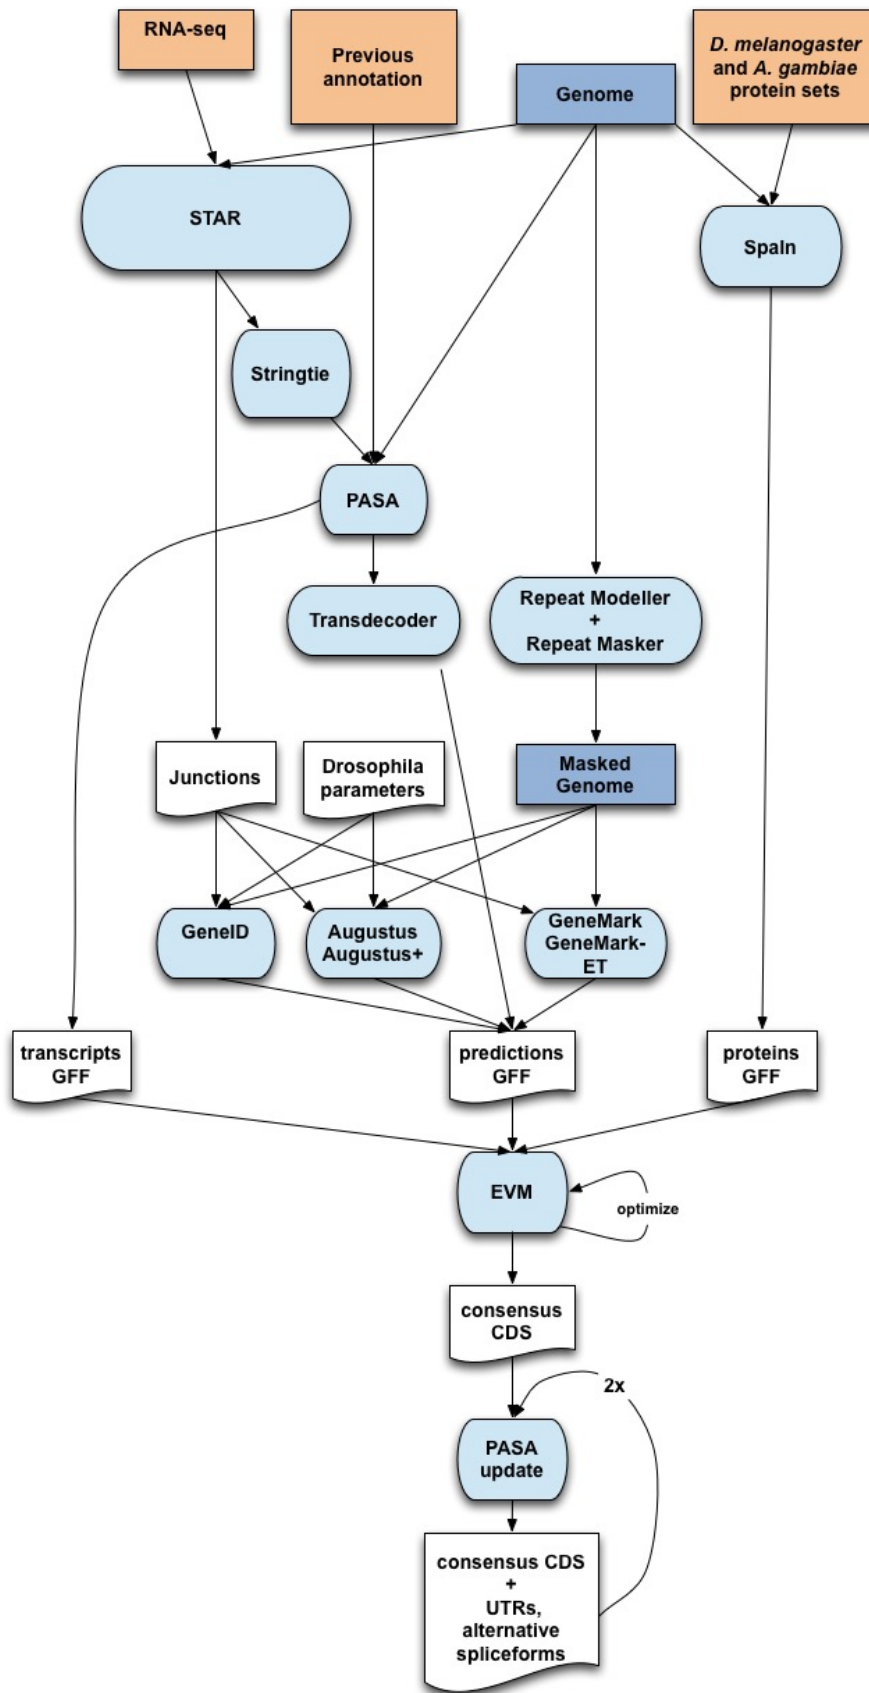 RNA-seq
Previous
annotation
Genome
D. melanogaster
and A. gambiae
protein sets
STAR
Spaln
Stringtie
PASA
Transdecoder
Repeat Modeller
+
Repeat Masker
Junctions
Drosophila
parameters
Masked
Genome
GeneID
Augustus
Augustus+
GeneMark
GeneMark-
ET
transcripts
GFF
predictions
GFF
proteins
GFF
EVM
optimize
consensus
CDS
2x
PASA
update
consensus CDS
+
UTRs,
alternative
spliceforms